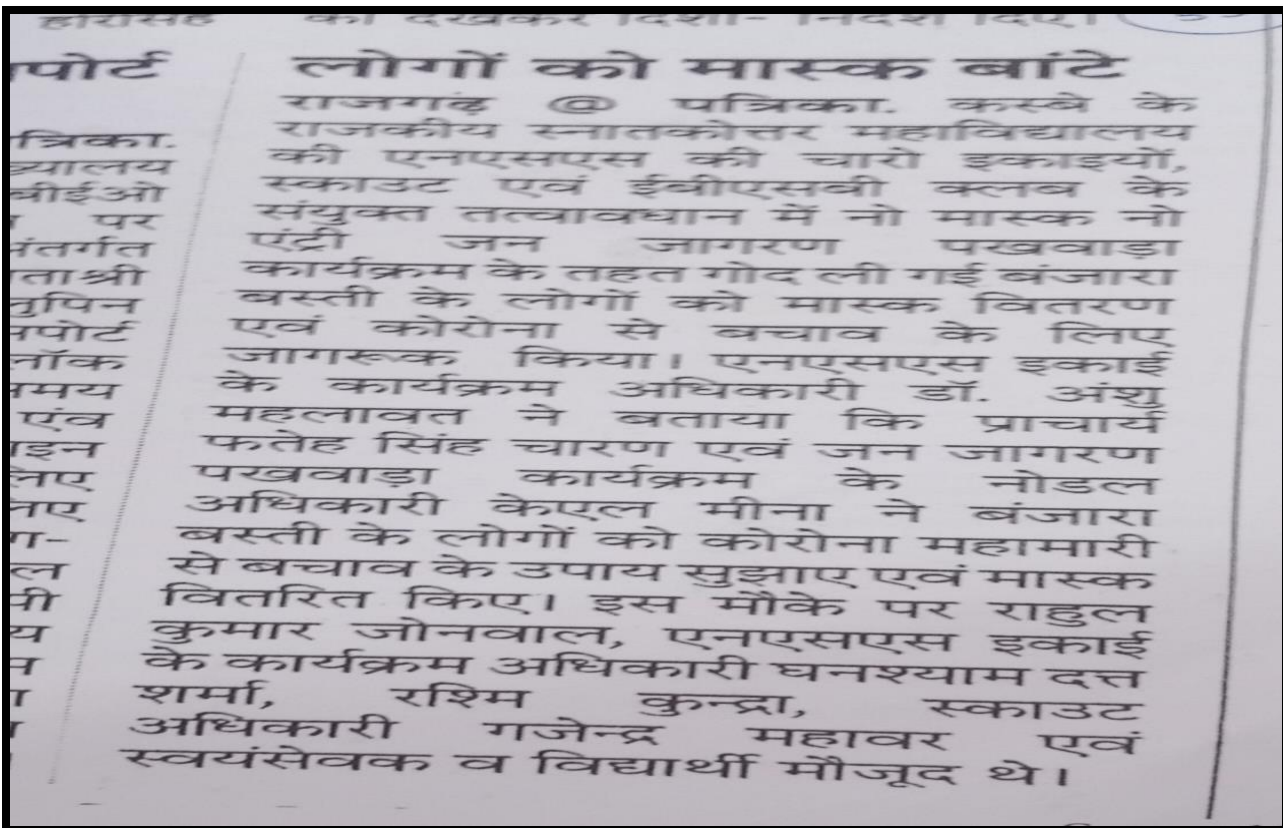 को देखकर दिशा- निर्देश दिए।
लोगों को मास्क बांटे
राजगढ़ @ पत्रिका. कस्बे के
राजकीय स्नातकोत्तर महाविद्यालय
की एनएसएस की चारो इकाइयों,
स्काउट एवं ईबीएसबी क्लब के
संयुक्त तत्वावधान में नो मास्क नो
एंट्री जन जागरण पखवाड़ा
कार्यक्रम के तहत गोद ली गई बंजारा
बस्ती के लोगों को मास्क वितरण
एवं कोरोना से बचाव के लिए
जागरूक किया। एनएसएस इकाई
के कार्यक्रम अधिकारी डॉ. अंशु
महलावत ने बताया कि प्राचार्य
फतेह सिंह चारण एवं जन जागरण
पखवाड़ा कार्यक्रम के नोडल
अधिकारी केएल मीना ने बंजारा
बस्ती के लोगों को कोरोना महामारी
से बचाव के उपाय सुझाए एवं मास्क
वितरित किए। इस मौके पर राहुल
कुमार जोनवाल, एनएसएस इकाई
के कार्यक्रम अधिकारी घनश्याम दत्त
शर्मा, रश्मि कुन्द्रा, स्काउट
अधिकारी गजेन्द्र महावर एवं
स्वयंसेवक व विद्यार्थी मौजूद थे।